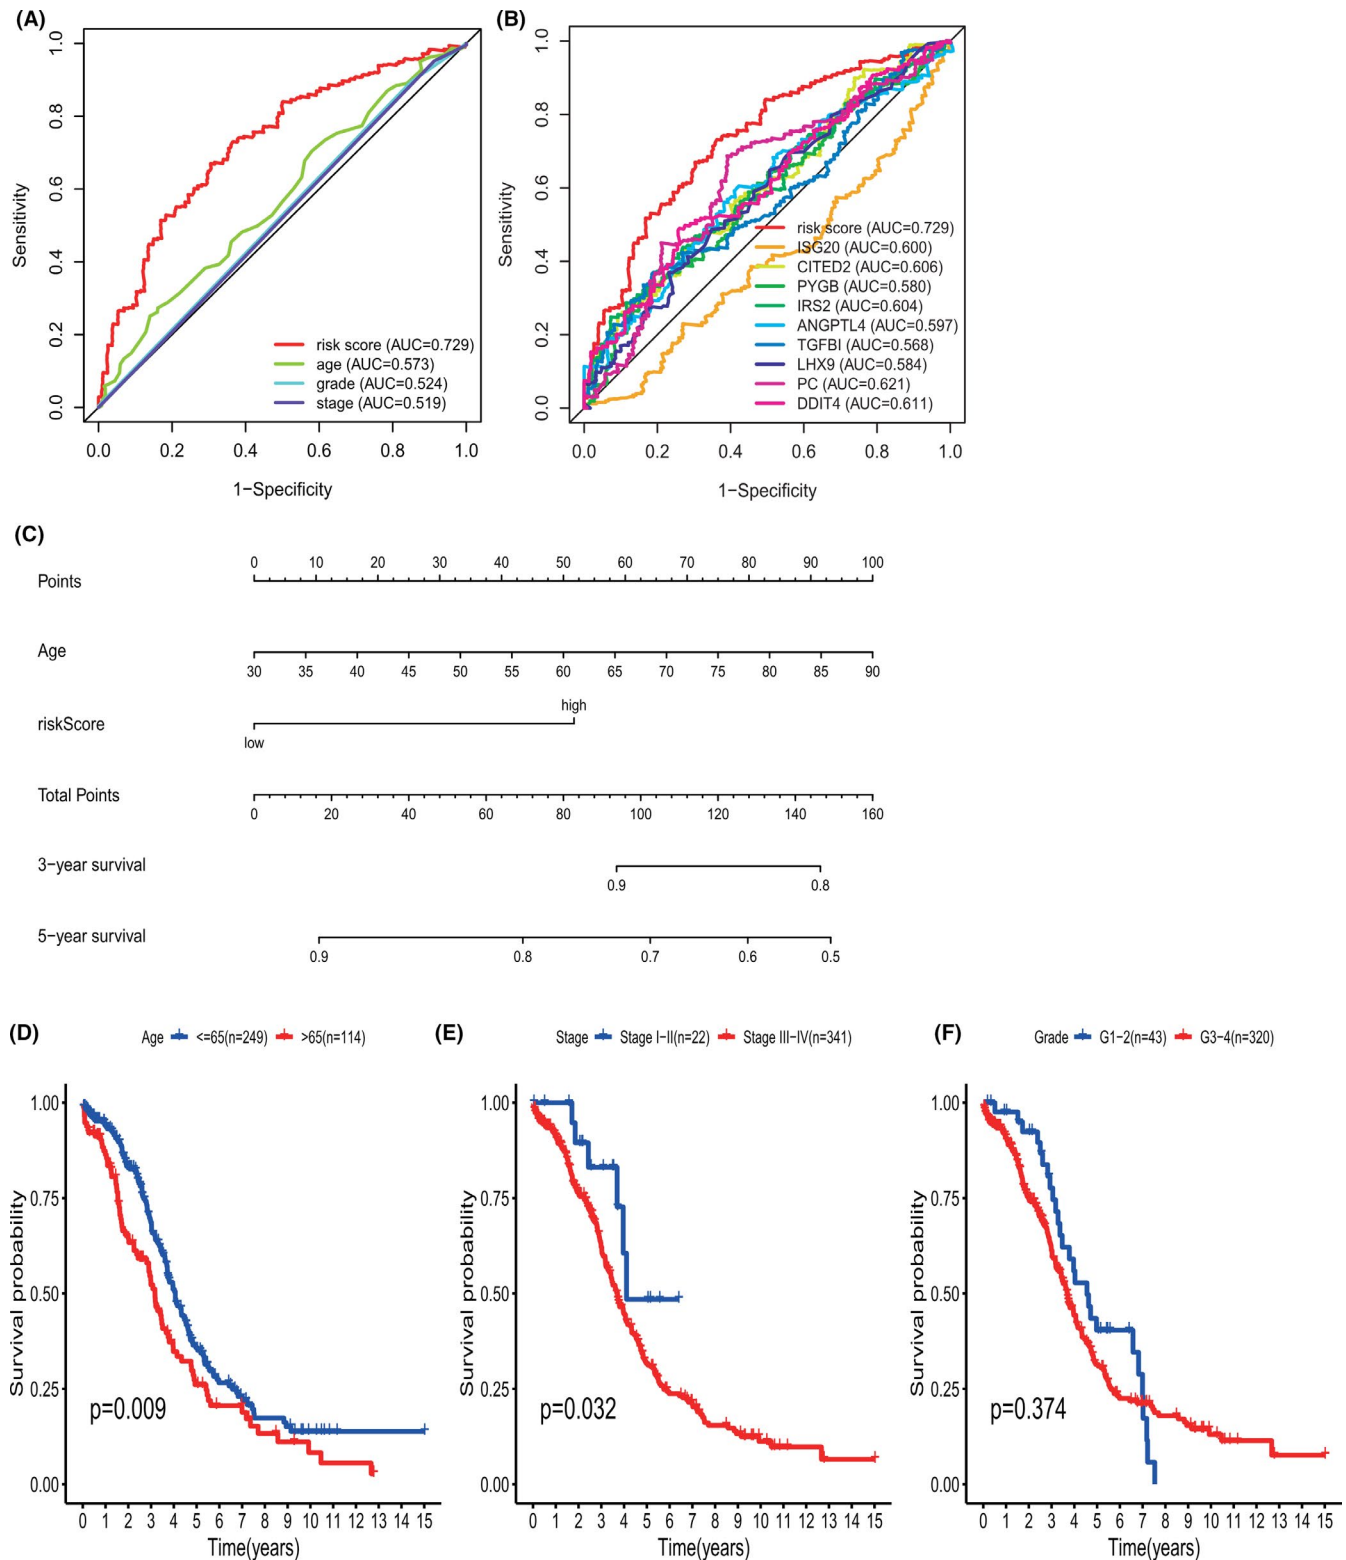 (A)
1.0
0.8
0.6
0.4
0.2
0.0
Sensitivity
risk score (AUC=0.729)
age (AUC=0.573)
grade (AUC=0.524)
stage (AUC=0.519)
0.0 0.2 0.4 0.6 0.8 1.0
1−Specificity
(B)
1.0
0.8
0.6
0.4
0.2
0.0
Sensitivity
risk score (AUC=0.729)
ISG20 (AUC=0.600)
CITED2 (AUC=0.606)
PYGB (AUC=0.580)
IRS2 (AUC=0.604)
ANGPTL4 (AUC=0.597)
TGFBI (AUC=0.568)
LHX9 (AUC=0.584)
PC (AUC=0.621)
DDIT4 (AUC=0.611)
0.0 0.2 0.4 0.6 0.8 1.0
1−Specificity
(C)
0 10 20 30 40 50 60 70 80 90 100
Points
Age
30 35 40 45 50 55 60 65 70 75 80 85 90
high
riskScore
low
Total Points
0 20 40 60 80 100 120 140 160
3−year survival
0.9 0.8
5−year survival
0.9 0.8 0.7 0.6 0.5
(D)
Age <=65(n=249) >65(n=114)
1.00
0.75
0.50
0.25
0.00
Survival probability
p=0.009
0 1 2 3 4 5 6 7 8 9 10 11 12 13 14 15
Time(years)
(E)
Stage Stage I−II(n=22) Stage III−IV(n=341)
1.00
0.75
0.50
0.25
0.00
Survival probability
p=0.032
0 1 2 3 4 5 6 7 8 9 10 11 12 13 14 15
Time(years)
(F)
Grade G1−2(n=43) G3−4(n=320)
1.00
0.75
0.50
0.25
0.00
Survival probability
p=0.374
0 1 2 3 4 5 6 7 8 9 10 11 12 13 14 15
Time(years)